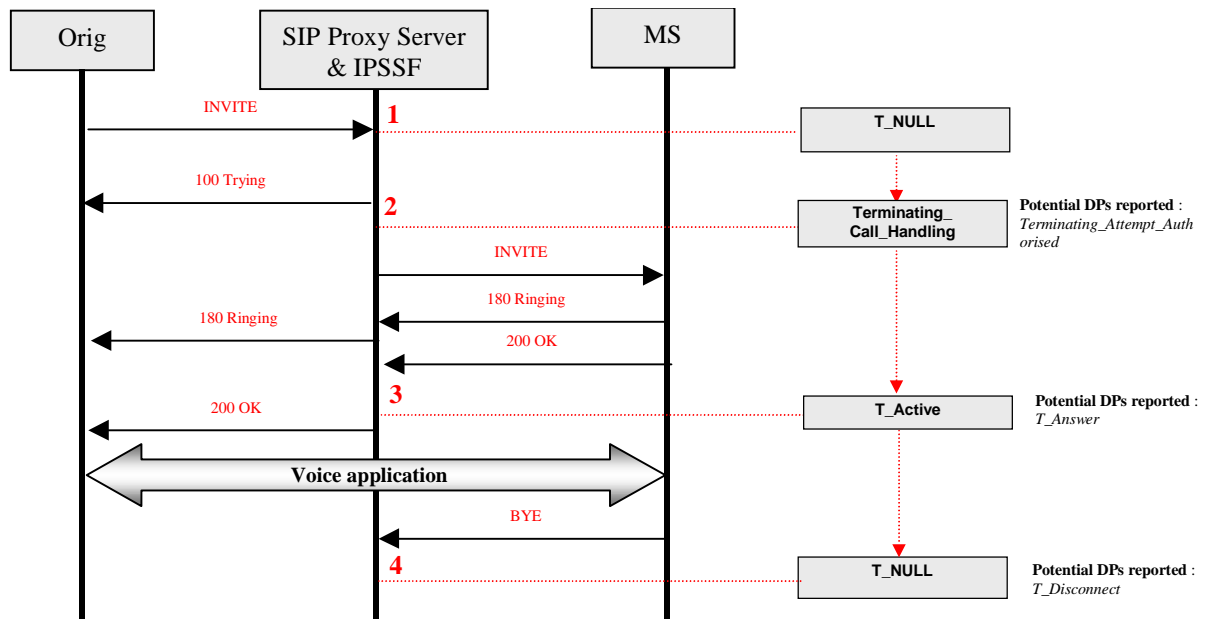 Orig
SIP Proxy Server
& IPSSF
MS
INVITE
1
T_NULL
100 Trying
2
Terminating_
Call_Handling
Potential DPs reported :
Terminating_Attempt_Auth
orised
INVITE
180 Ringing
180 Ringing
200 OK
3
200 OK
T_Active
Potential DPs reported :
T_Answer
Voice application
BYE
4
T_NULL
Potential DPs reported :
T_Disconnect